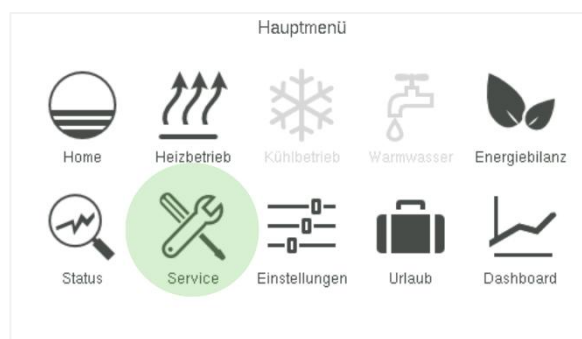 Hauptmenü
Home Heizbetrieb Kühlbetrieb Warmwasser Energiebilanz
Status Service Einstellungen Urlaub Dashboard